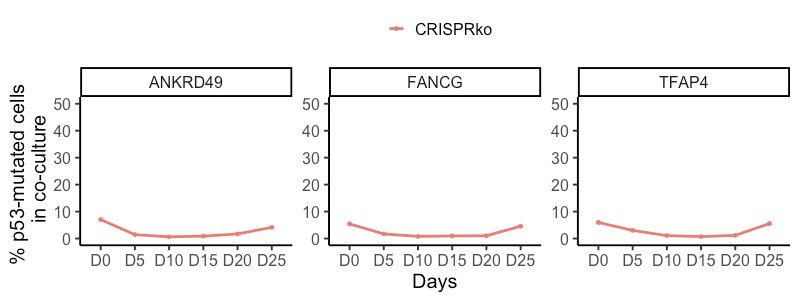 CRISPRko
ANKRD49
FANCG
TFAP4
% p53-mutated cells
in co-culture
50
40
30
20
10
0
50
40
30
20
10
0
50
40
30
20
10
0
D0 D5 D10 D15 D20 D25
D0 D5 D10 D15 D20 D25
D0 D5 D10 D15 D20 D25
Days